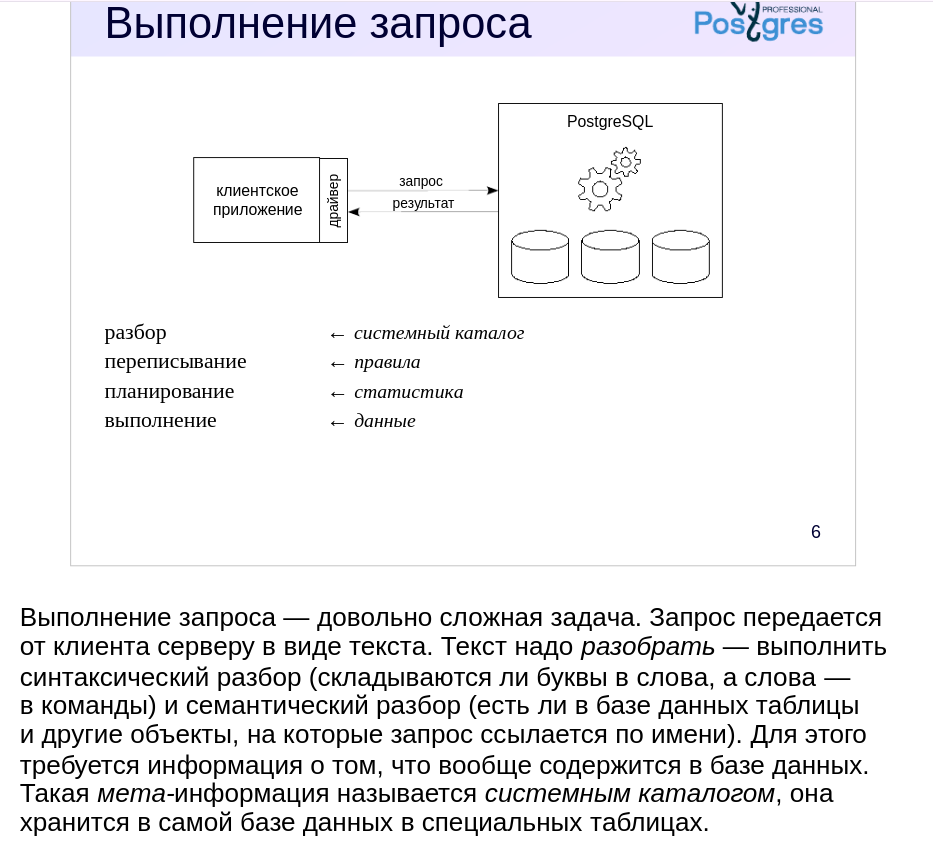 Выполнение запроса
PROFESSIONAL
Postgres
PostgreSQL
клиентское
приложение
драйвер
запрос
результат
разбор ← системный каталог
переписывание ← правила
планирование ← статистика
выполнение ← данные
6
Выполнение запроса — довольно сложная задача. Запрос передается
от клиента серверу в виде текста. Текст надо разобрать — выполнить
синтаксический разбор (складываются ли буквы в слова, а слова —
в команды) и семантический разбор (есть ли в базе данных таблицы
и другие объекты, на которые запрос ссылается по имени). Для этого
требуется информация о том, что вообще содержится в базе данных.
Такая мета-информация называется системным каталогом, она
хранится в самой базе данных в специальных таблицах.